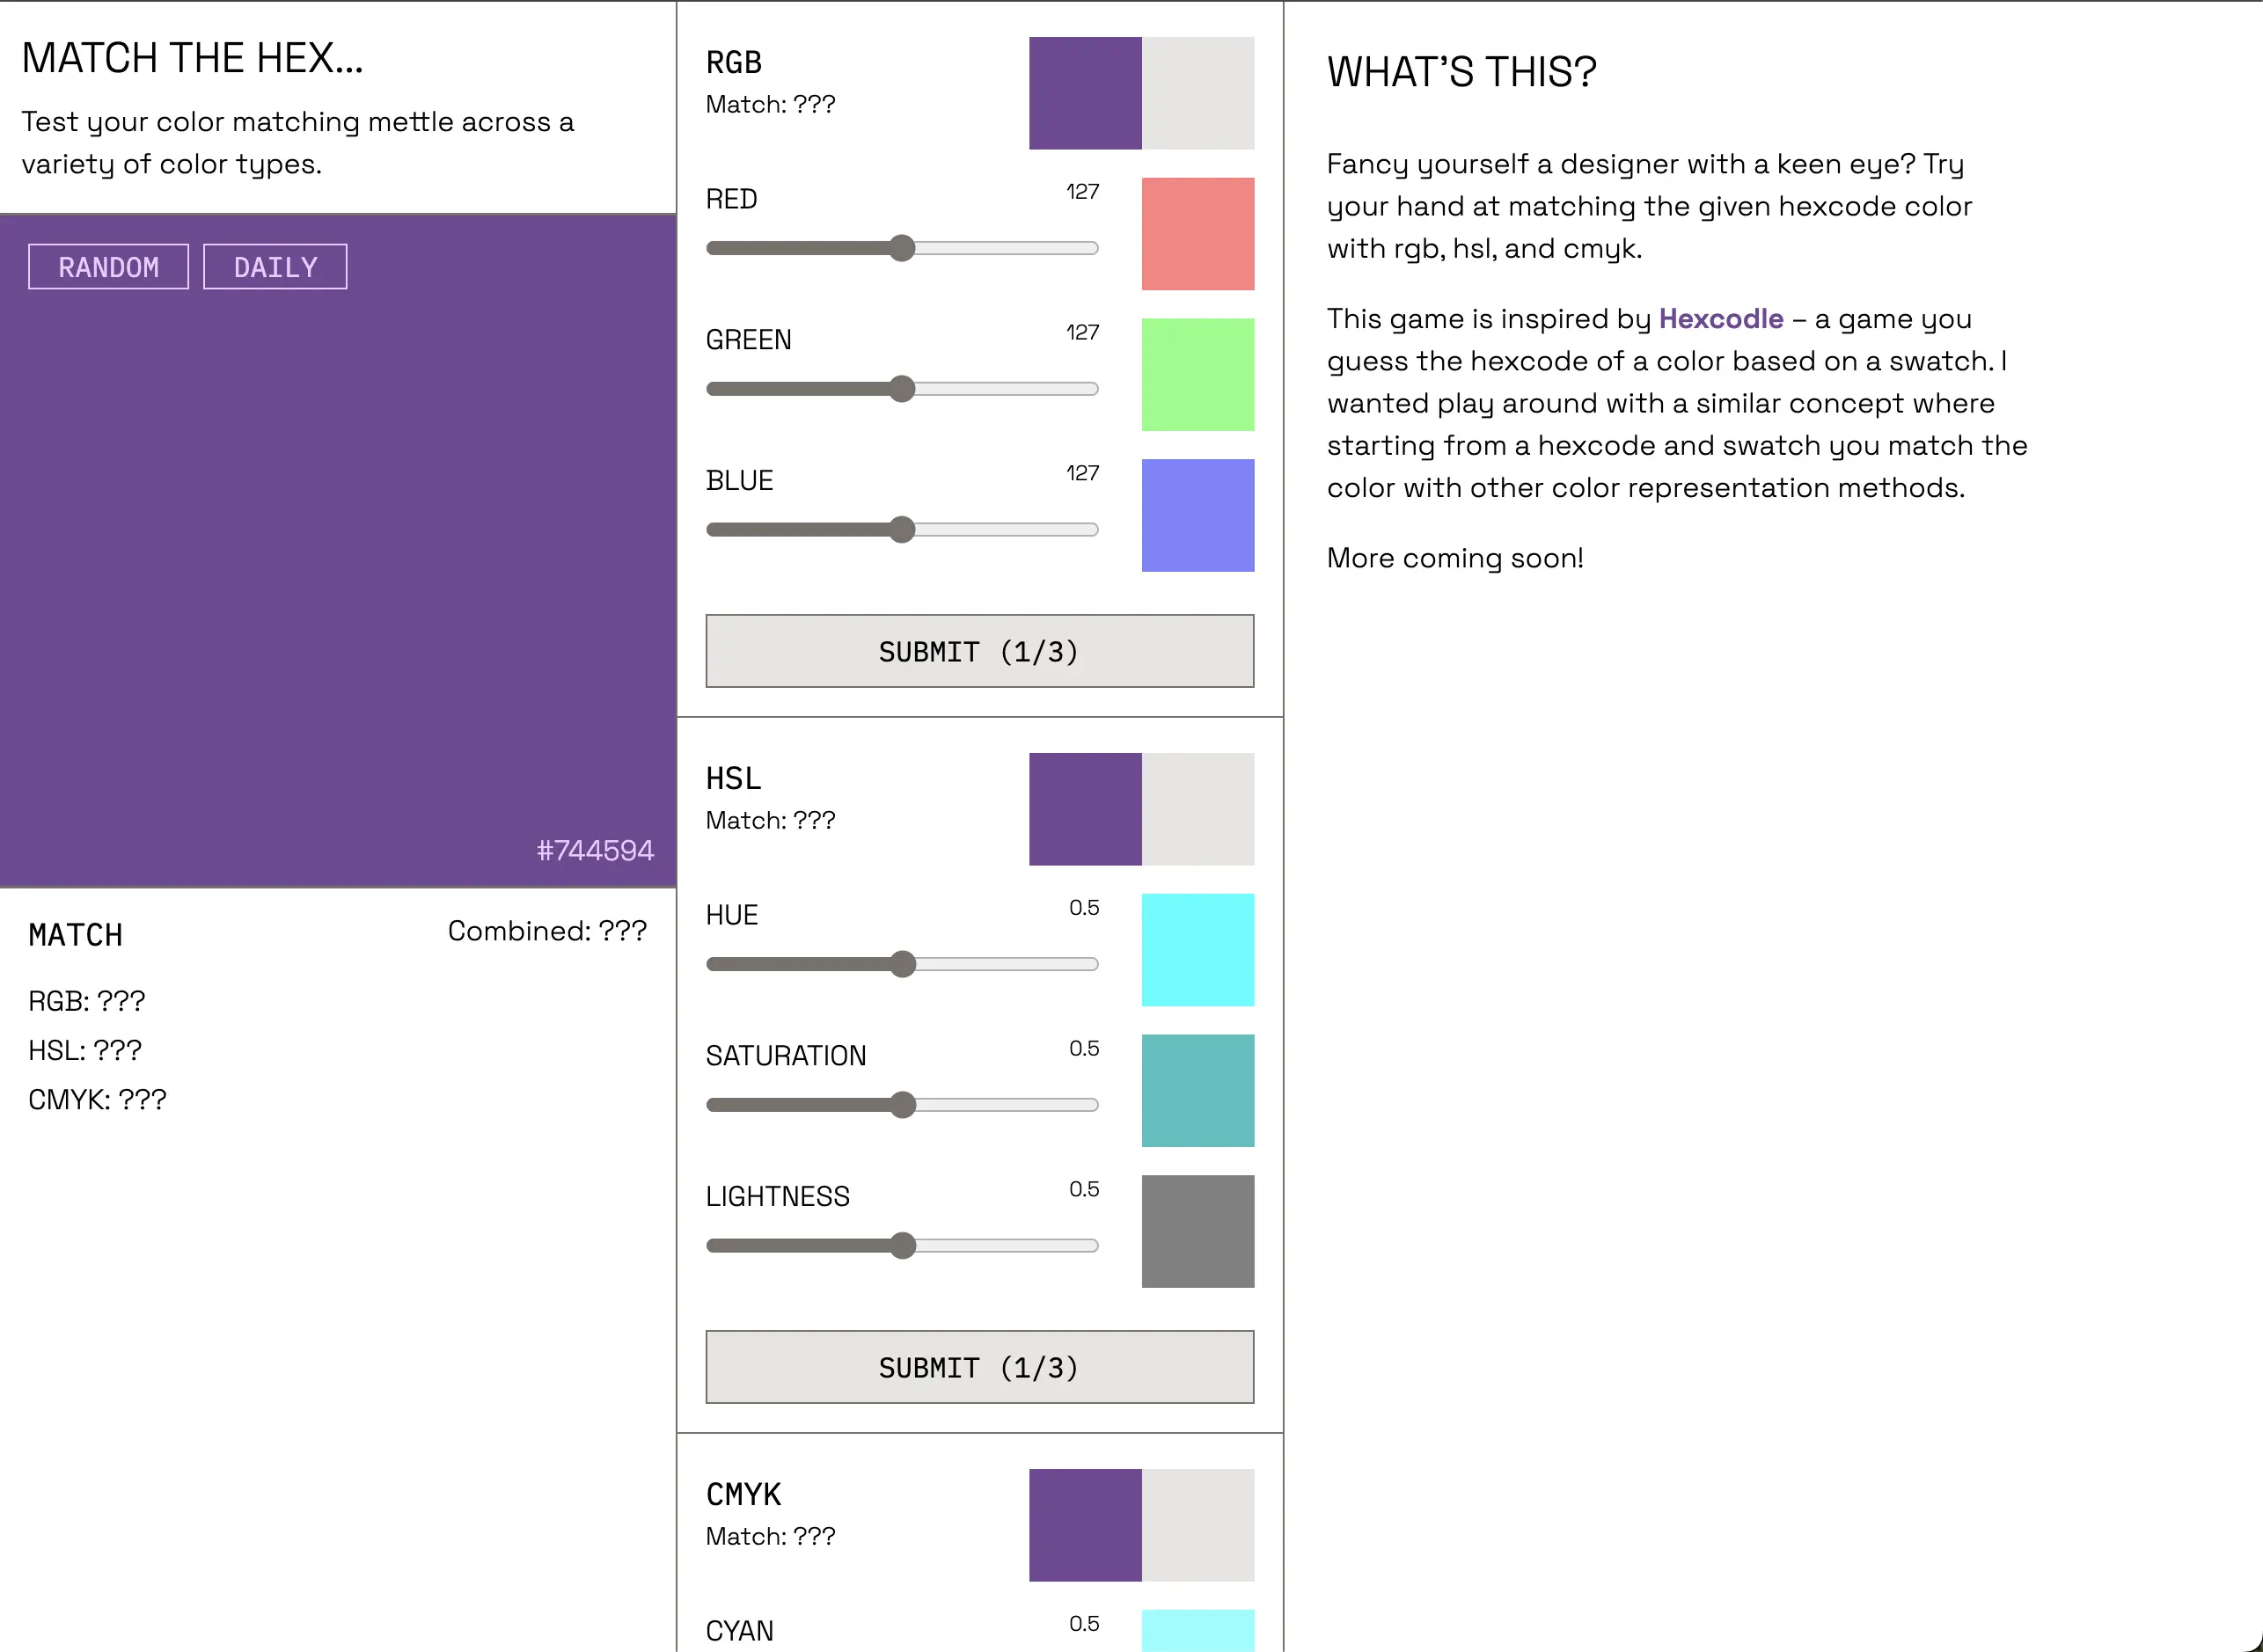 MATCH THE HEX...
Test your color matching mettle across a
variety of color types.
RANDOM
DAILY
#744594
MATCH
Combined: ???
RGB: ???
HSL: ???
CMYK: ???
RGB
Match: ???
RED
127
GREEN
127
BLUE
127
SUBMIT (1/3)
HSL
Match: ???
HUE
0.5
SATURATION
0.5
LIGHTNESS
0.5
SUBMIT (1/3)
CMYK
Match: ???
CYAN
0.5
WHAT'S THIS?
Fancy yourself a designer with a keen eye? Try
your hand at matching the given hexcode color
with rgb, hsl, and cmyk.
This game is inspired by Hexcodle – a game you
guess the hexcode of a color based on a swatch. I
wanted play around with a similar concept where
starting from a hexcode and swatch you match the
color with other color representation methods.
More coming soon!